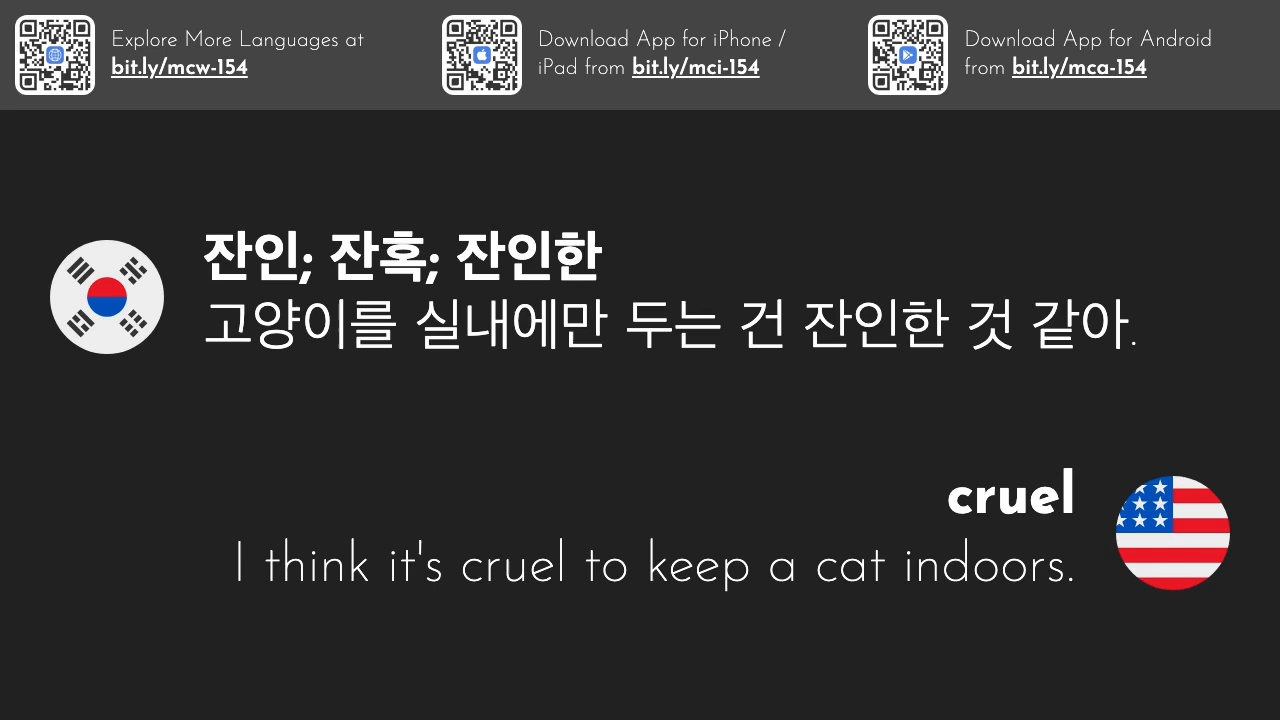 Explore More Languages at
bit.ly/mcw-154
Download App for iPhone /
iPad from bit.ly/mci-154
Download App for Android
from bit.ly/mca-154
잔인; 잔혹; 잔인한
고양이를 실내에만 두는 건 잔인한 것 같아.
cruel
I think it's cruel to keep a cat indoors.